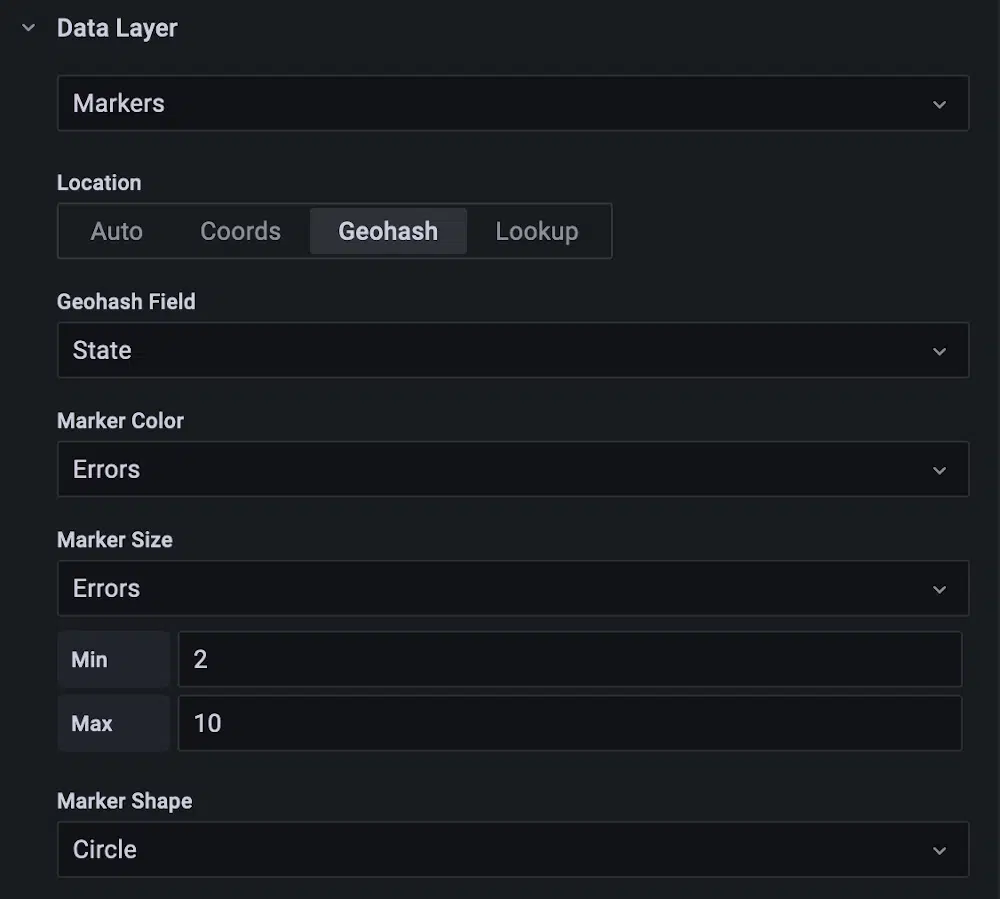 Data Layer
Markers
Location
Auto Coords Geohash Lookup
Geohash Field
State
Marker Color
Errors
Marker Size
Errors
Min 2
Max 10
Marker Shape
Circle